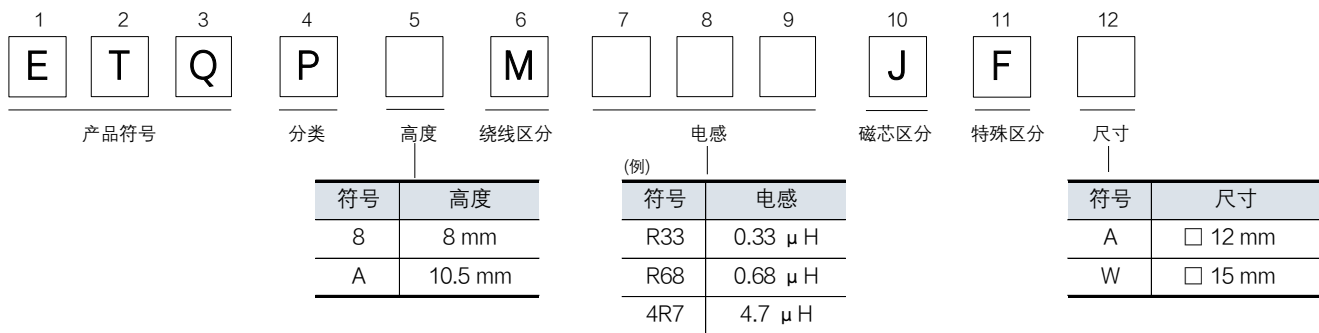 1 2 3 4 5 6 7 8 9 10 11 12
E T Q P M J F
产品符号 分类 高度 绕线区分 电感 磁芯区分 特殊区分 尺寸
(例)
符号 高度
8 8 mm
A 10.5 mm
符号 电感
R33 0.33 μH
R68 0.68 μH
4R7 4.7 μH
符号 尺寸
A □ 12 mm
W □ 15 mm